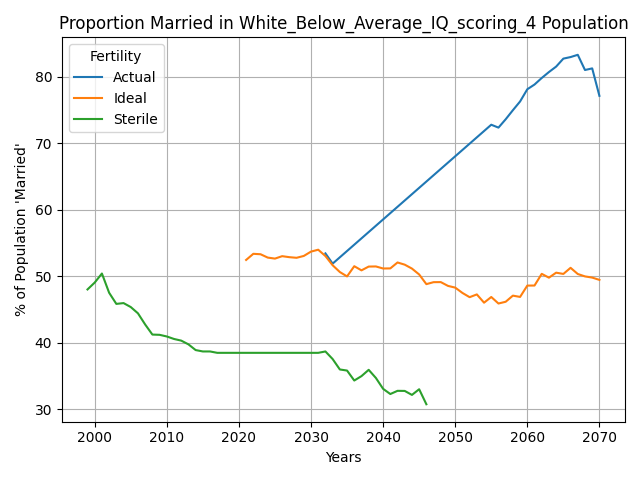 Proportion Married in White_Below_Average_IQ_scoring_4 Population
Fertility
Actual
Ideal
Sterile
% of Population 'Married'
80
70
60
50
40
30
2000 2010 2020 2030 2040 2050 2060 2070
Years